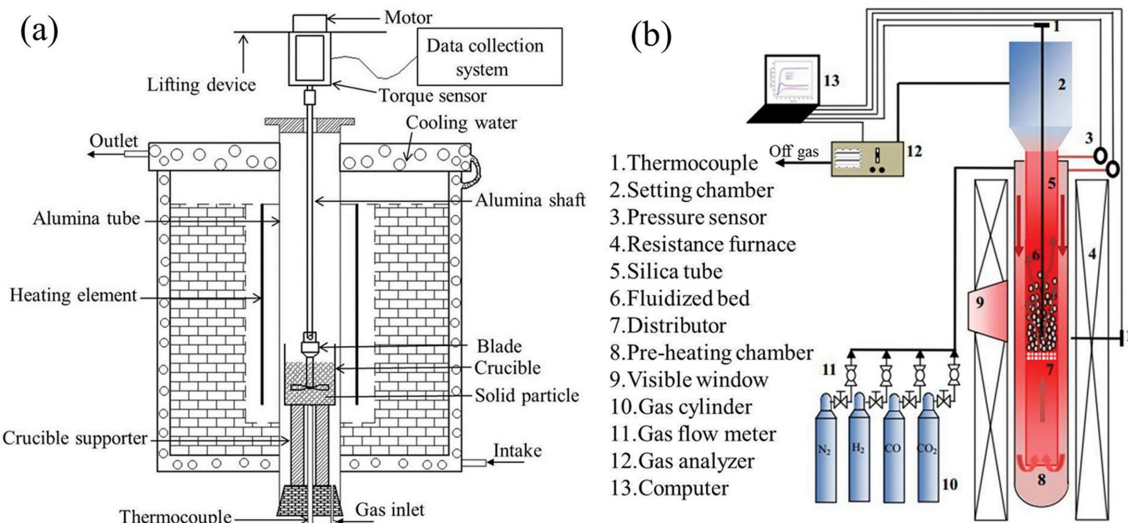 (a)
Motor
Data collection
system
Lifting device
Torque sensor
Cooling water
Outlet
Alumina tube
Alumina shaft
Heating element
Blade
Crucible
Solid particle
Crucible supporter
Intake
Thermocouple
Gas inlet
(b)
1
2
13
3
Off gas
12
1.Thermocouple
2.Setting chamber
3.Pressure sensor
4.Resistance furnace
5.Silica tube
6.Fluidized bed
7.Distributor
8.Pre-heating chamber
9.Visible window
10.Gas cylinder
11.Gas flow meter
12.Gas analyzer
13.Computer
5
6
4
9
1
11
7
N2
H2
CO
CO2
10
8